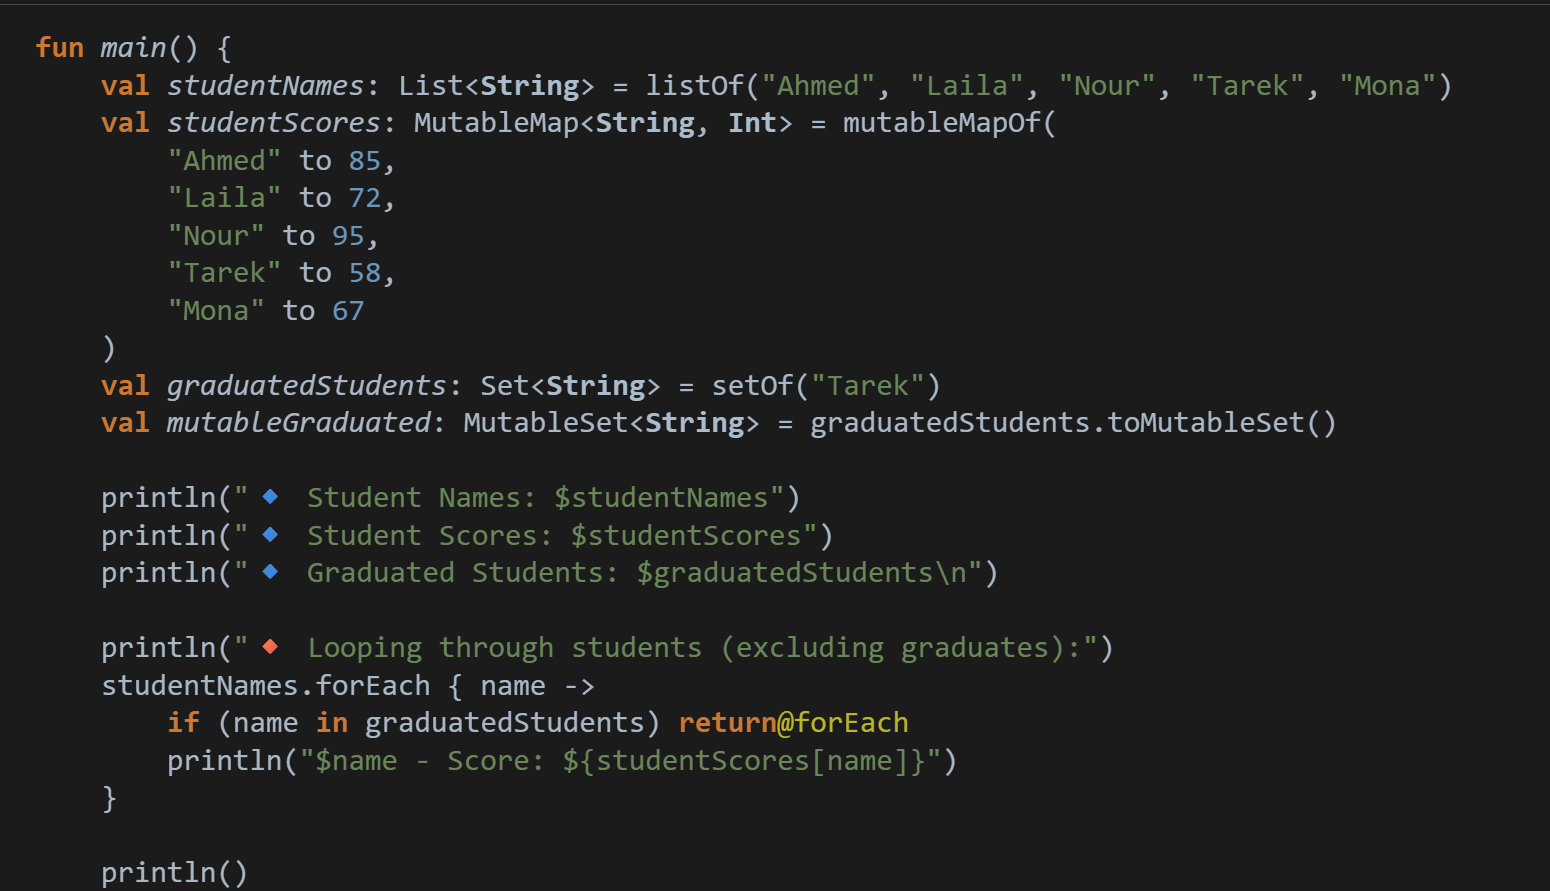 fun main() {
    val studentNames: List<String> = listOf("Ahmed", "Laila", "Nour", "Tarek", "Mona")
    val studentScores: MutableMap<String, Int> = mutableMapOf(
        "Ahmed" to 85,
        "Laila" to 72,
        "Nour" to 95,
        "Tarek" to 58,
        "Mona" to 67
    )
    val graduatedStudents: Set<String> = setOf("Tarek")
    val mutableGraduated: MutableSet<String> = graduatedStudents.toMutableSet()

    println("🔹 Student Names: $studentNames")
    println("🔹 Student Scores: $studentScores")
    println("🔹 Graduated Students: $graduatedStudents\n")

    println("🔸 Looping through students (excluding graduates):")
    studentNames.forEach { name ->
        if (name in graduatedStudents) return@forEach
        println("$name - Score: ${studentScores[name]}")
    }

    println()